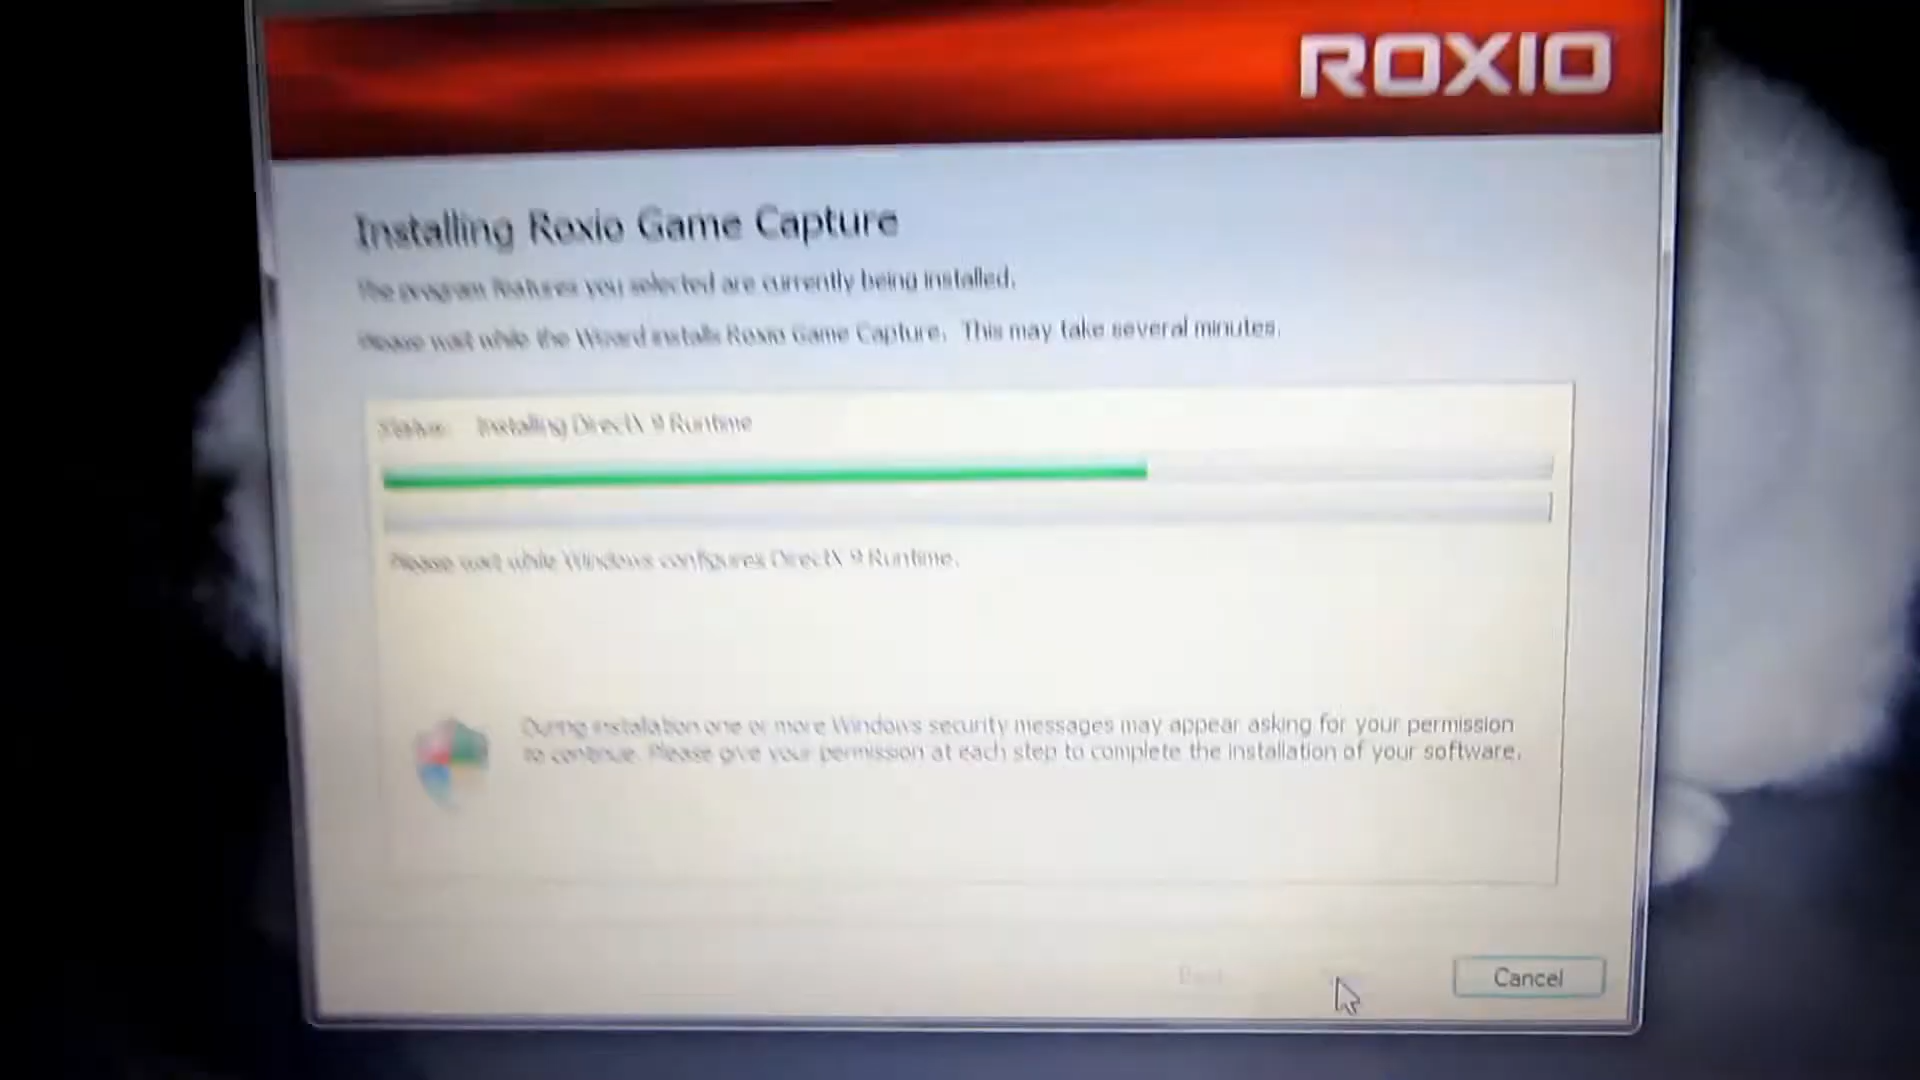 ROXIO
Installing Roxio Game Capture
The program features you selected are currently being installed.
Please wait while the Wizard installs Roxio Game Capture. This may take several minutes.
Status: Installing DirectX 9 Runtime
Please wait while Windows configures DirectX 9 Runtime.
During installation one or more Windows security messages may appear asking for your permission
to continue. Please give your permission at each step to complete the installation of your software.
Cancel